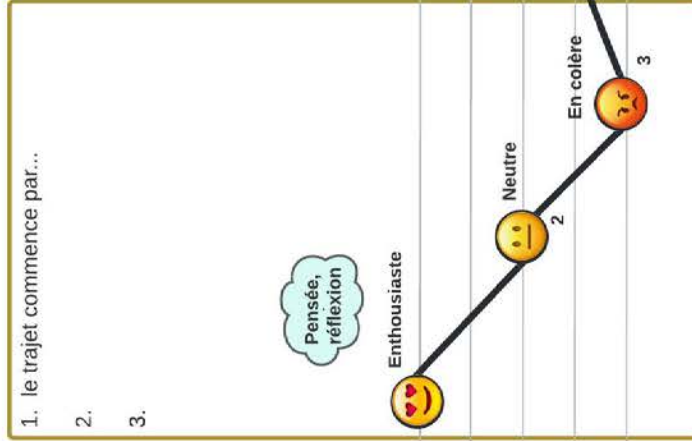 1. le trajet commence par...
2.
3.
Pensée,
réflexion
Enthousiaste
Neutre
2
En colère
3